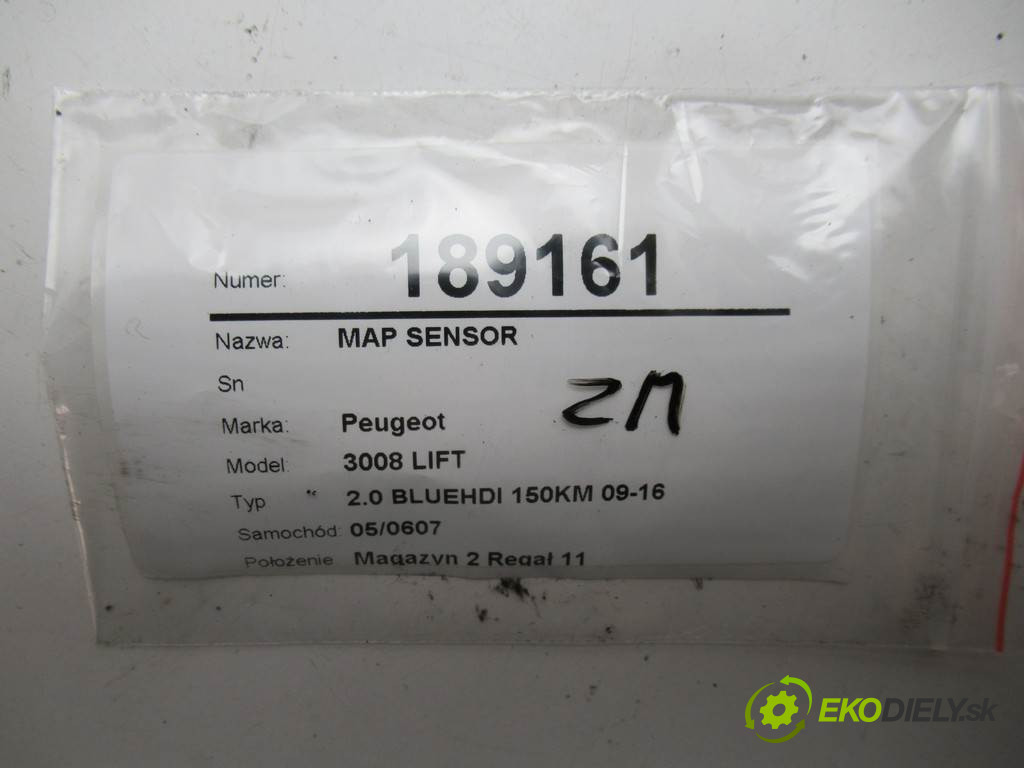 Numer: 189161
Nazwa: MAP SENSOR
Sn
ZM
Marka: Peugeot
Model: 3008 LIFT
Typ " 2.0 BLUEHDI 150KM 09-16
Samochód: 05/0607
Położenie Magazyn 2 Regał 11
EKODIELY.sk